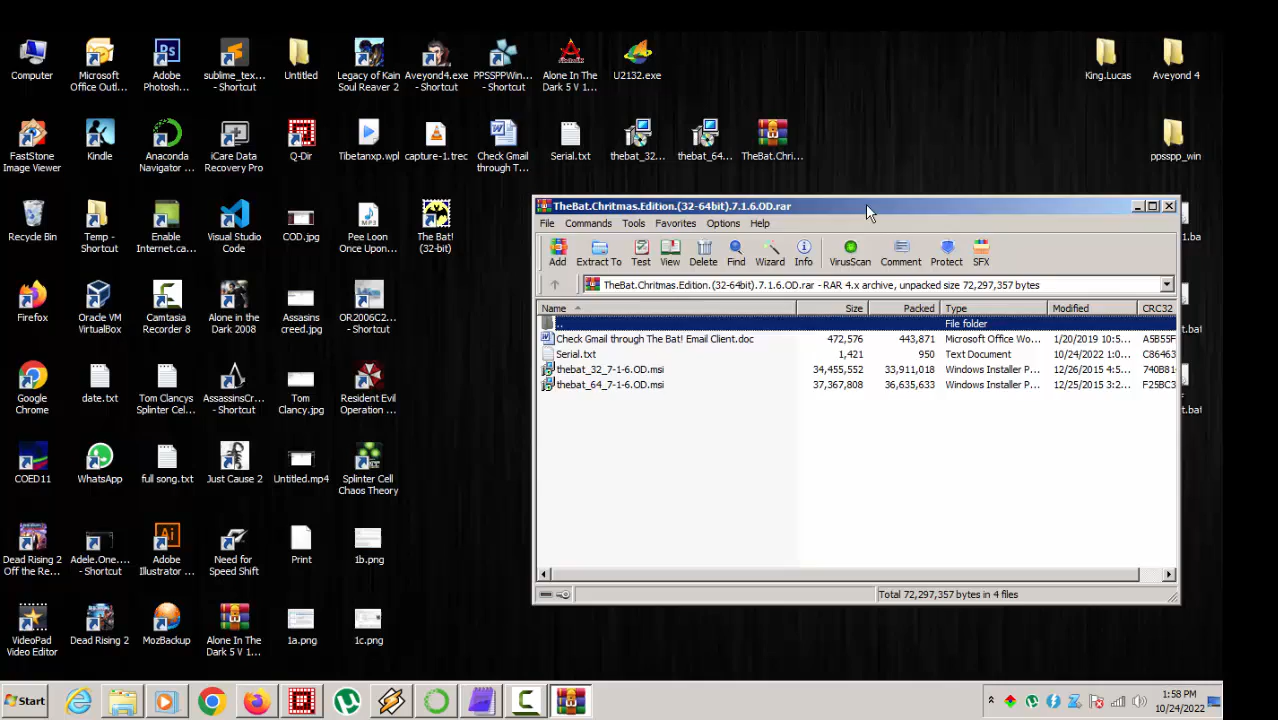 Computer
Microsoft
Office Outl...
Adobe
Photosh...
sublime_tex...
- Shortcut
Untitled
Legacy of Kain
Soul Reaver 2
Aveyond4.exe
- Shortcut
PPSSPPWin...
- Shortcut
Alone In The
Dark 5 V 1...
U2132.exe
King.Lucas
Aveyond 4
FastStone
Image Viewer
Kindle
Anaconda
Navigator ...
iCare Data
Recovery Pro
Q-Dir
Tibetanxp.wpl
capture-1.trec
Check Gmail
through T...
Serial.txt
thebat_32...
thebat_64...
TheBat.Chri...
ppsspp_win
Recycle Bin
Temp -
Shortcut
Enable
Internet.ca...
Visual Studio
Code
COD.jpg
Pee Loon
Once Upon...
The Bat!
(32-bit)
Firefox
Oracle VM
VirtualBox
Camtasia
Recorder 8
Alone in the
Dark 2008
Assasins
creed.jpg
OR2006C2...
- Shortcut
Google
Chrome
date.txt
Tom Clancys
Splinter Cel...
AssassinsCr...
- Shortcut
Tom
Clancy.jpg
Resident Evil
Operation ...
COED11
WhatsApp
full song.txt
Just Cause 2
Untitled.mp4
Splinter Cell
Chaos Theory
Dead Rising 2
Off the Re...
Adele.One....
- Shortcut
Adobe
Illustrator ...
Need for
Speed Shift
Print
1b.png
VideoPad
Video Editor
Dead Rising 2
MozBackup
Alone In The
Dark 5 V 1...
1a.png
1c.png
TheBat.Chritmas.Edition.(32-64bit).7.1.6.OD.rar
File Commands Tools Favorites Options Help
Add Extract To Test View Delete Find Wizard Info VirusScan Comment Protect SFX
TheBat.Chritmas.Edition.(32-64bit).7.1.6.OD.rar - RAR 4.x archive, unpacked size 72,297,357 bytes
Name Size Packed Type Modified CRC32
.. File folder
Check Gmail through The Bat! Email Client.doc 472,576 443,871 Microsoft Office Wo... 1/20/2019 10:5... A5B55F
Serial.txt 1,421 950 Text Document 10/24/2022 1:0... C86463
thebat_32_7-1-6.OD.msi 34,455,552 33,911,018 Windows Installer P... 12/26/2015 4:5... 740B81
thebat_64_7-1-6.OD.msi 37,367,808 36,635,633 Windows Installer P... 12/25/2015 3:2... F25BC3
Total 72,297,357 bytes in 4 files
Start
1:58 PM
10/24/2022